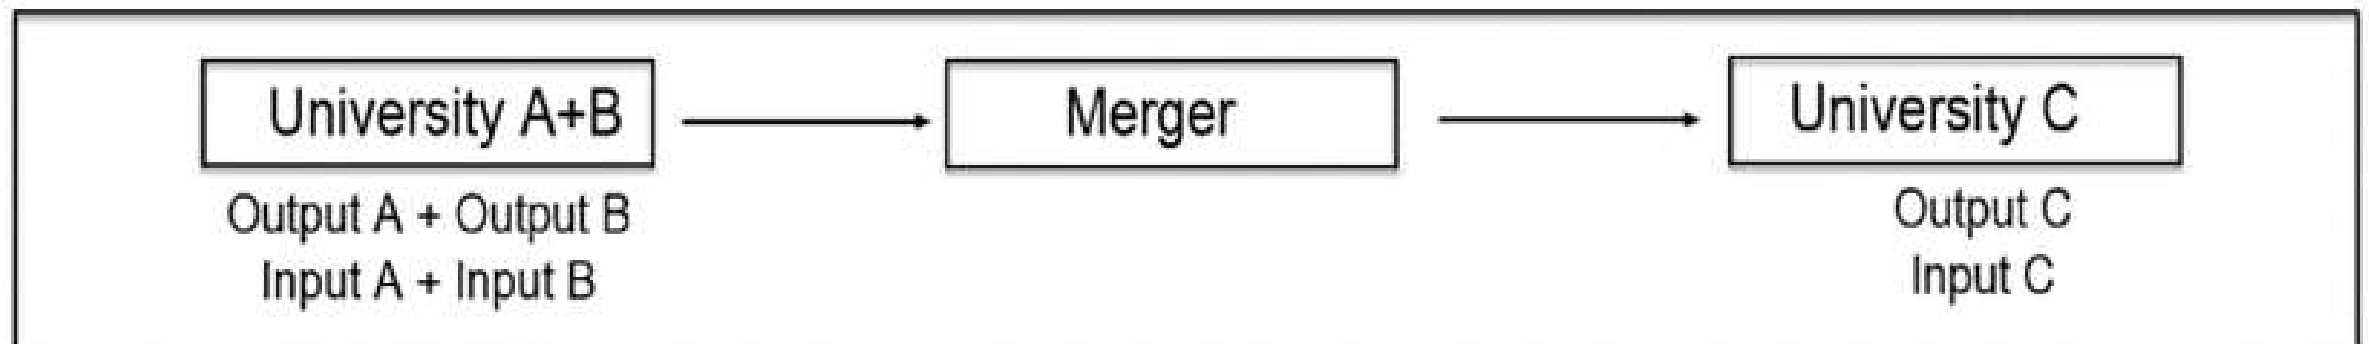 University A+B
Merger
University C
Output A + Output B
Input A + Input B
Output C
Input C